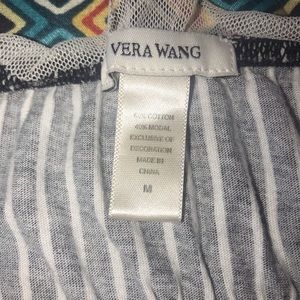 VERA WANG
60% COTTON
40% MODAL
EXCLUSIVE OF
DECORATION
MADE IN
CHINA
M